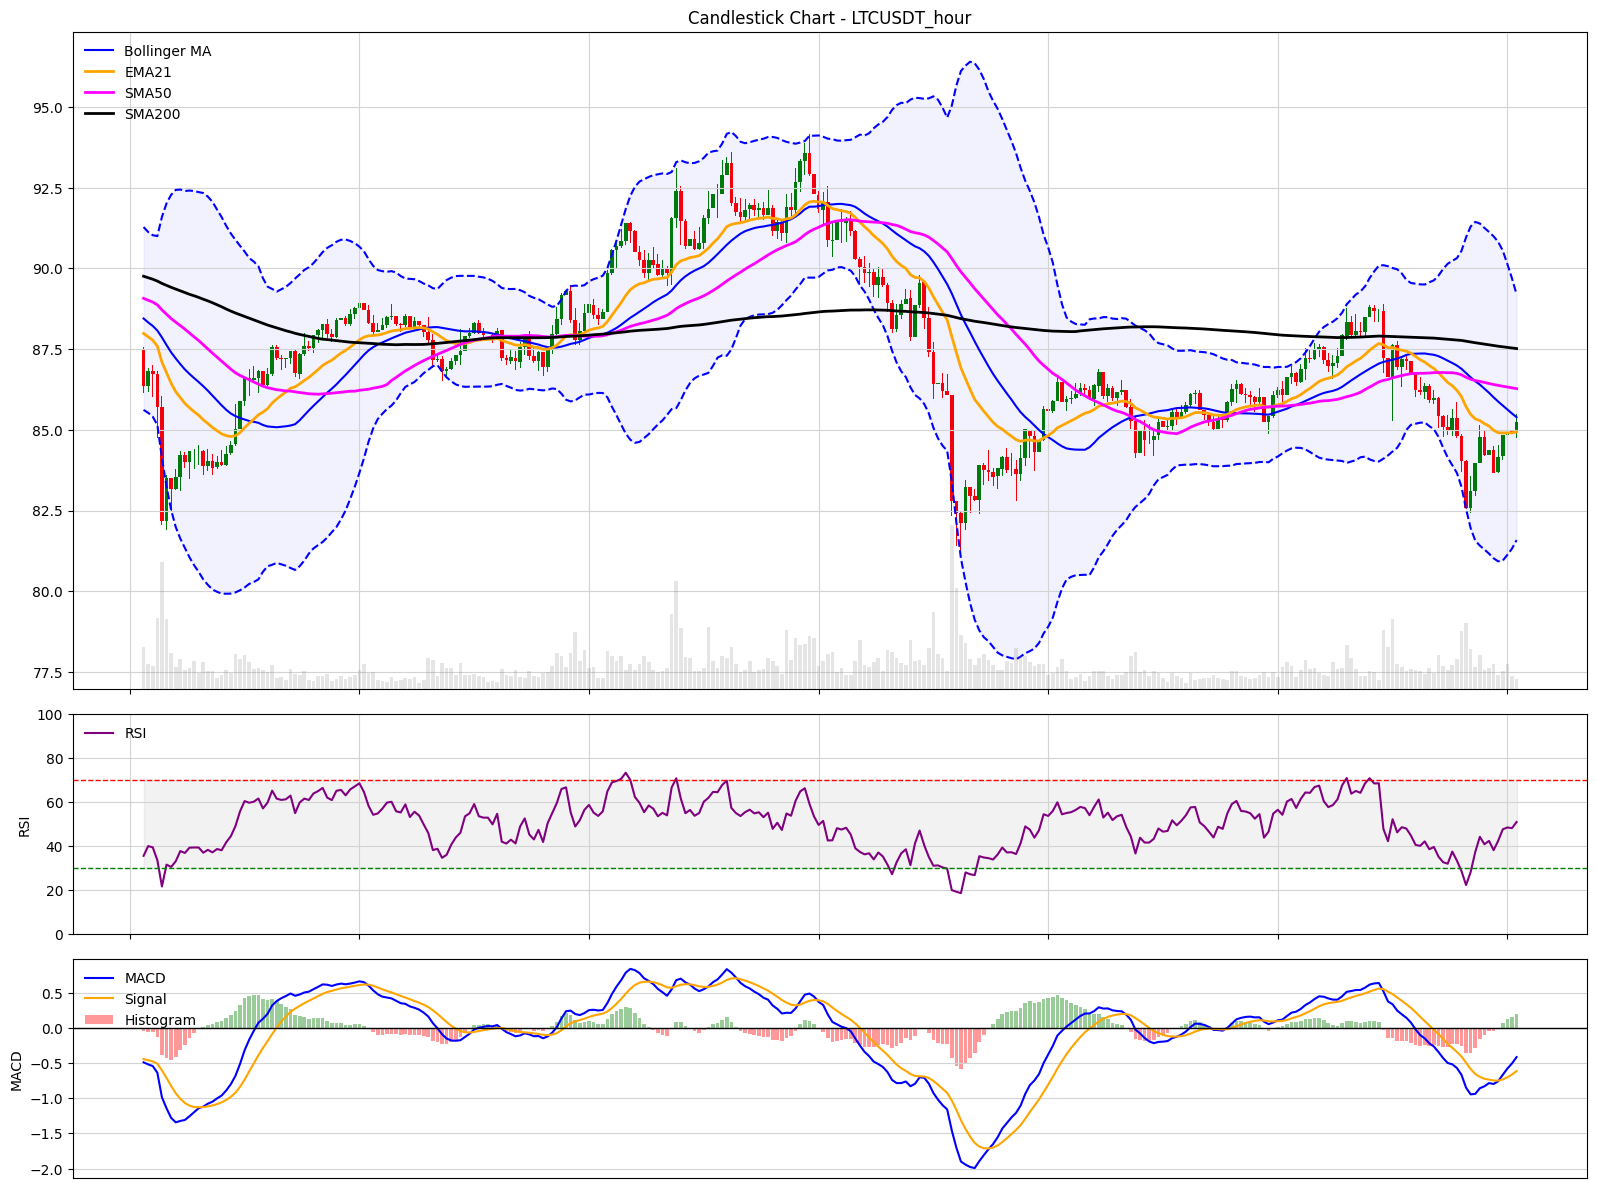 Candlestick Chart - LTCUSDT_hour
Bollinger MA
EMA21
SMA50
SMA200
95.0
92.5
90.0
87.5
85.0
82.5
80.0
77.5
RSI
100
80
60
40
20
0
RSI
MACD
Signal
Histogram
0.5
0.0
−0.5
−1.0
−1.5
−2.0
MACD